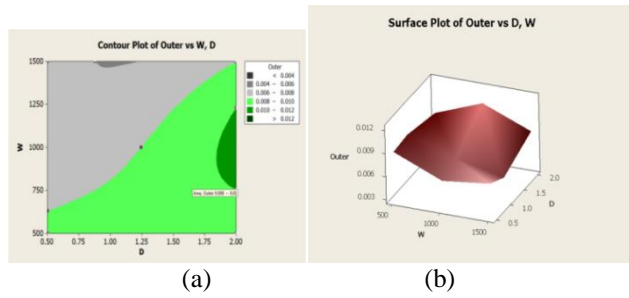 Contour Plot of Outer vs W, D
1500
1250
1000
750
500
W
0.50
0.75
1.00
1.25
1.50
1.75
2.00
D
Outer
< 0.004
0.004 - 0.006
0.006 - 0.008
0.008 - 0.010
0.010 - 0.012
> 0.012
Surface Plot of Outer vs D, W
0.012
0.009
0.006
0.003
Outer
500
1000
1500
W
0.5
1.0
1.5
2.0
D
(a)
(b)